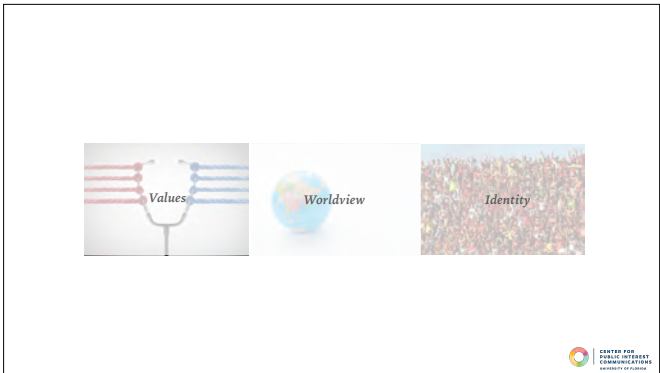 Values
Worldview
Identity
CENTER FOR
PUBLIC INTEREST
COMMUNICATIONS
UNIVERSITY OF FLORIDA